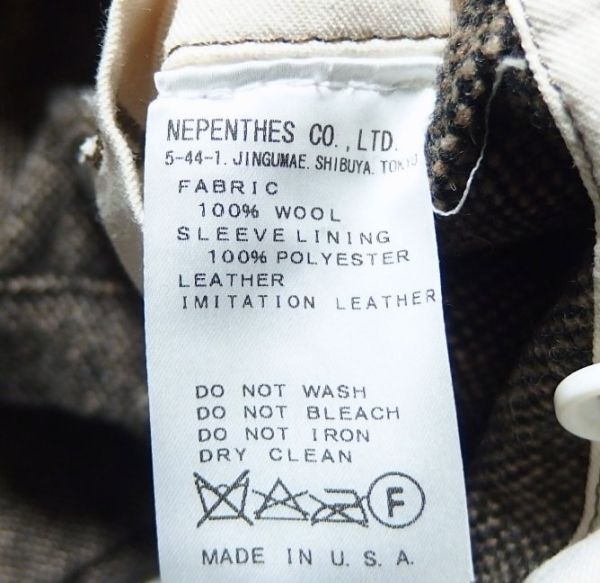 NEPENTHES CO.,LTD.
5-44-1. JINGUMAE. SHIBUYA. TOKYO
FABRIC
100% WOOL
SLEEVE LINING
100% POLYESTER
LEATHER
IMITATION LEATHER
DO NOT WASH
DO NOT BLEACH
DO NOT IRON
DRY CLEAN
F
MADE IN U. S. A.